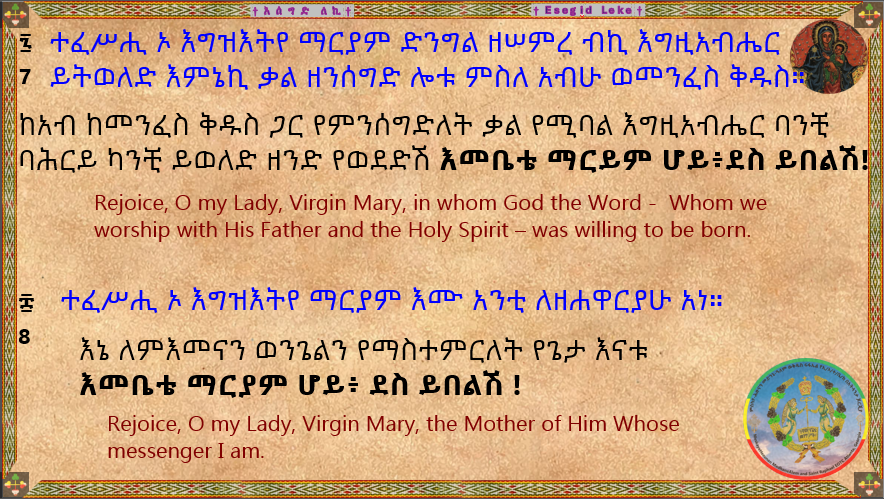 †እሰግድ ለኪ† †Esegid Leke†
፯ ተፈሥሒ ኦ እግዝእትየ ማርያም ድንግል ዘሠምረ ብኪ እግዚአብሔር
7 ይትወለድ እምኔኪ ቃል ዘንሰግድ ሎቱ ምስለ አብሁ ወመንፈስ ቅዱስ።
ከአብ ከመንፈስ ቅዱስ ጋር የምንሰግድለት ቃል የሚባል እግዚአብሔር ባንቺ
ባሕርይ ካንቺ ይወለድ ዘንድ የወደድሽ እመቤቴ ማርይም ሆይ፥ደስ ይበልሽ!
Rejoice, O my Lady, Virgin Mary, in whom God the Word - Whom we
worship with His Father and the Holy Spirit – was willing to be born.
፰ ተፈሥሒ ኦ እግዝእትየ ማርያም እሙ አንቲ ለዘሐዋርያሁ አነ።
8
እኔ ለምእመናን ወንጌልን የማስተምርለት የጌታ እናቱ
እመቤቴ ማርያም ሆይ፥ ደስ ይበልሽ !
Rejoice, O my Lady, Virgin Mary, the Mother of Him Whose
messenger I am.